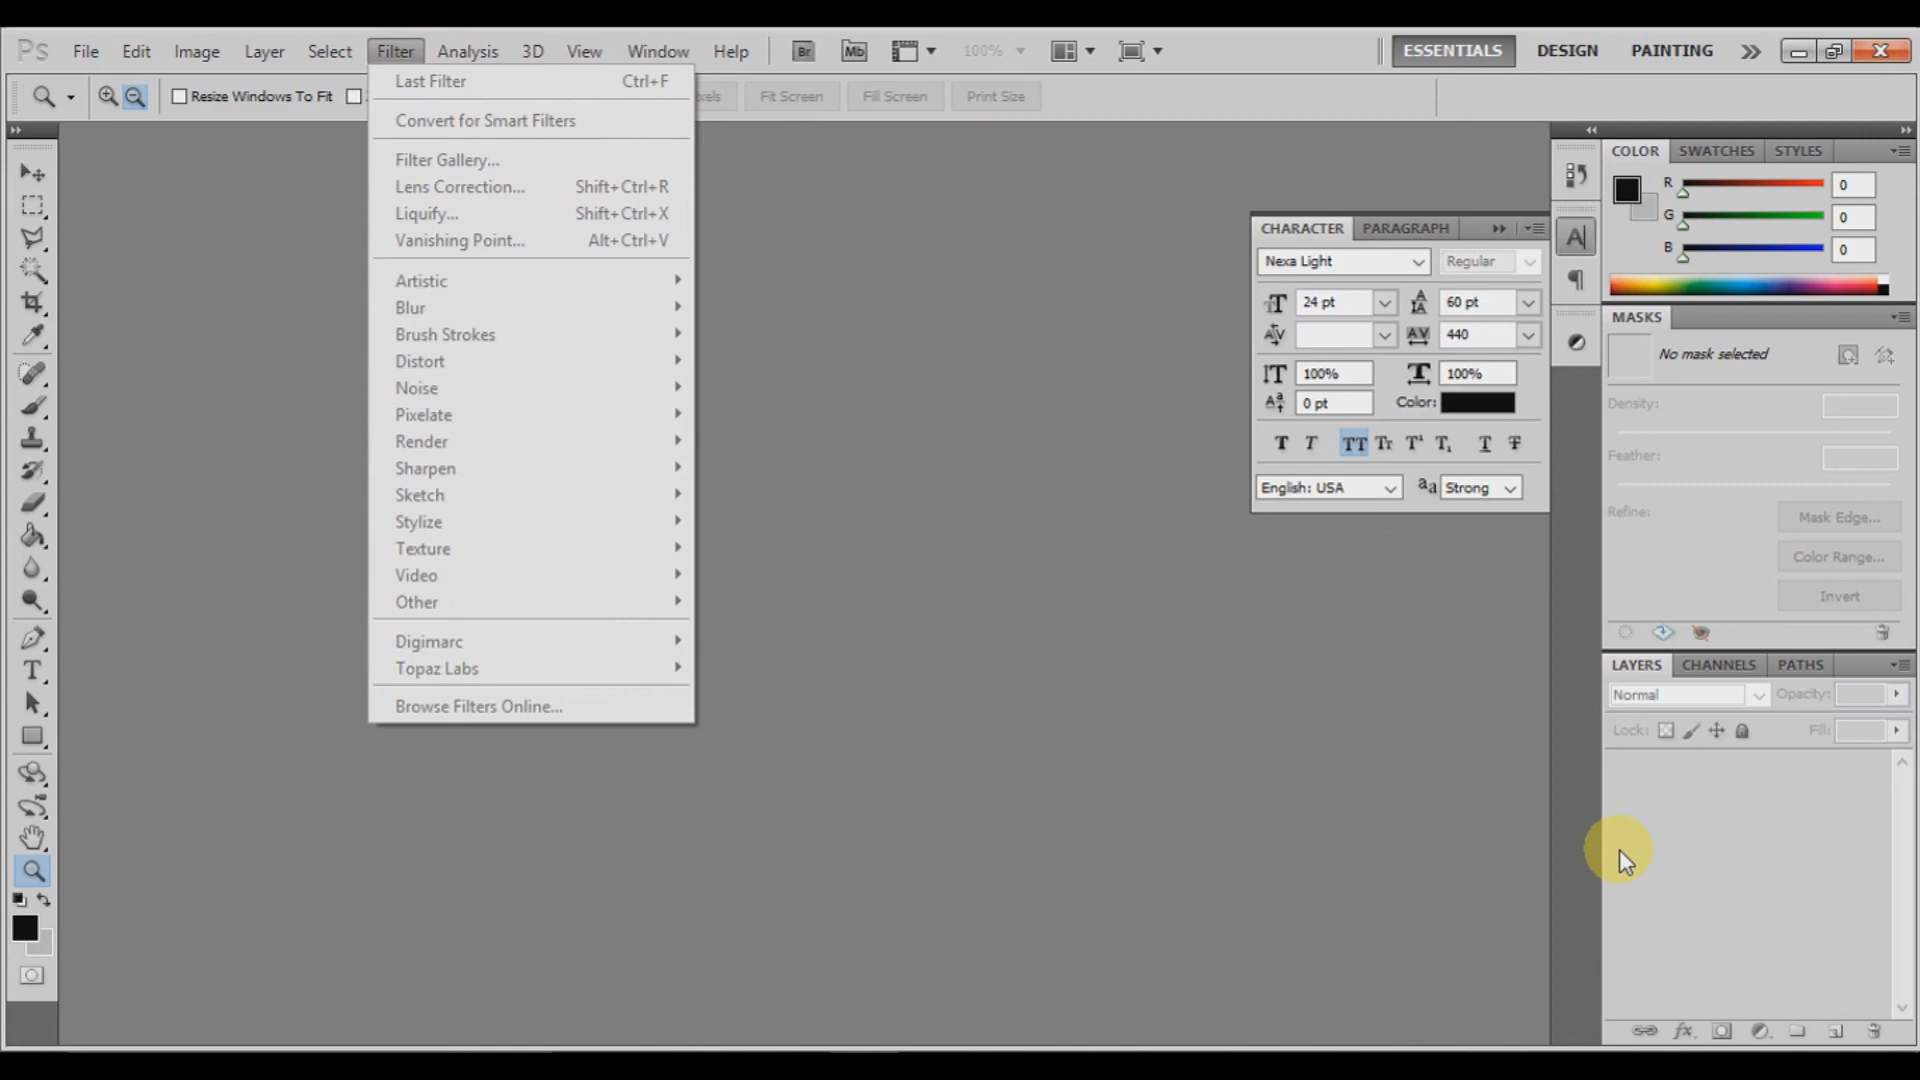 Ps File Edit Image Layer Select Filter Analysis 3D View Window Help Br Mb 100% ESSENTIALS DESIGN PAINTING
Resize Windows To Fit Fit Screen Fill Screen Print Size
Last Filter Ctrl+F
Convert for Smart Filters
Filter Gallery...
Lens Correction... Shift+Ctrl+R
Liquify... Shift+Ctrl+X
Vanishing Point... Alt+Ctrl+V
Artistic
Blur
Brush Strokes
Distort
Noise
Pixelate
Render
Sharpen
Sketch
Stylize
Texture
Video
Other
Digimarc
Topaz Labs
Browse Filters Online...
CHARACTER PARAGRAPH
Nexa Light Regular
24 pt 60 pt
440
100% 100%
0 pt Color:
T T TT Tr T¹ T₁ T T
English: USA aa Strong
COLOR SWATCHES STYLES
R 0
G 0
B 0
MASKS
No mask selected
Density:
Feather:
Refine: Mask Edge...
Color Range...
Invert
LAYERS CHANNELS PATHS
Normal Opacity:
Lock: Fill: